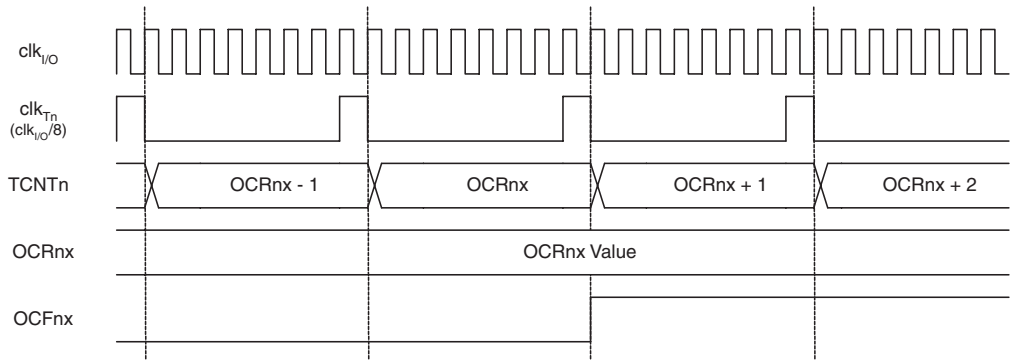 clkI/O
clkTn
(clkI/O/8)
TCNTn OCRnx - 1 OCRnx OCRnx + 1 OCRnx + 2
OCRnx OCRnx Value
OCFnx